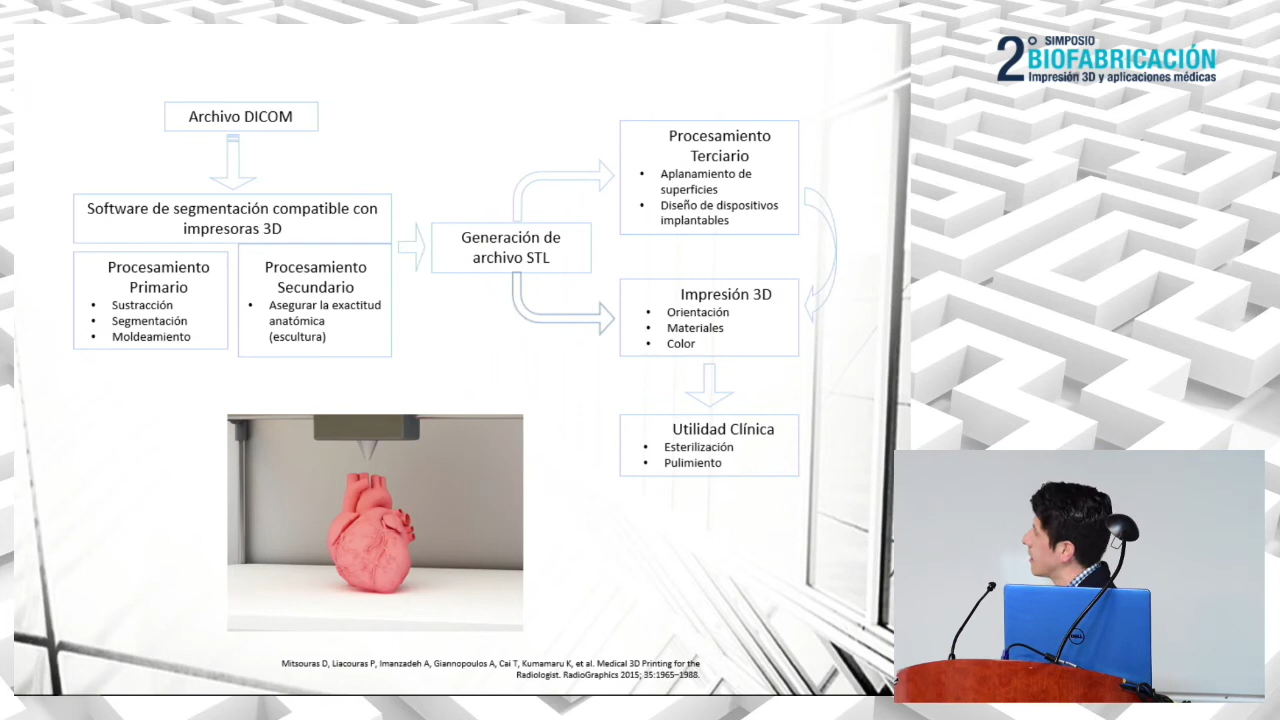 2° SIMPOSIO
BIOFABRICACIÓN
Impresión 3D y aplicaciones médicas
Archivo DICOM
Software de segmentación compatible con
impresoras 3D
Procesamiento
Primario
• Sustracción
• Segmentación
• Moldeamiento
Procesamiento
Secundario
• Asegurar la exactitud
anatómica
(escultura)
Generación de
archivo STL
Procesamiento
Terciario
• Aplanamiento de
superficies
• Diseño de dispositivos
implantables
Impresión 3D
• Orientación
• Materiales
• Color
Utilidad Clínica
• Esterilización
• Pulimiento
Mitsouras D, Liacouras P, Imanzadeh A, Giannopoulos A, Cai T, Kumamaru K, et al. Medical 3D Printing for the
Radiologist. RadioGraphics 2015; 35:1965–1988.
DELL